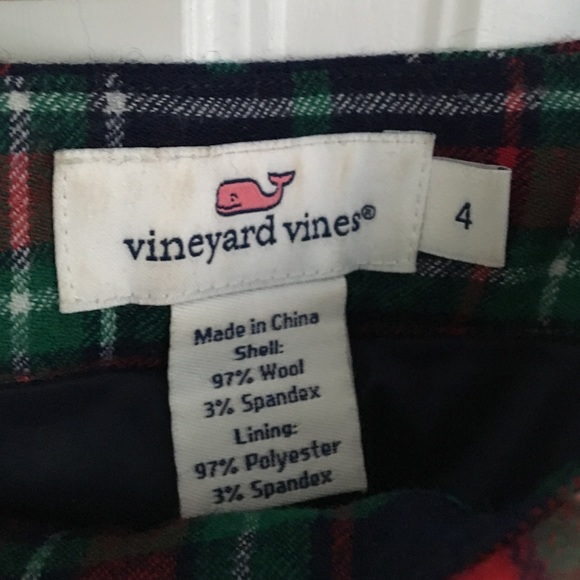 vineyard vines®
4
Made in China
Shell:
97% Wool
3% Spandex
Lining:
97% Polyester
3% Spandex